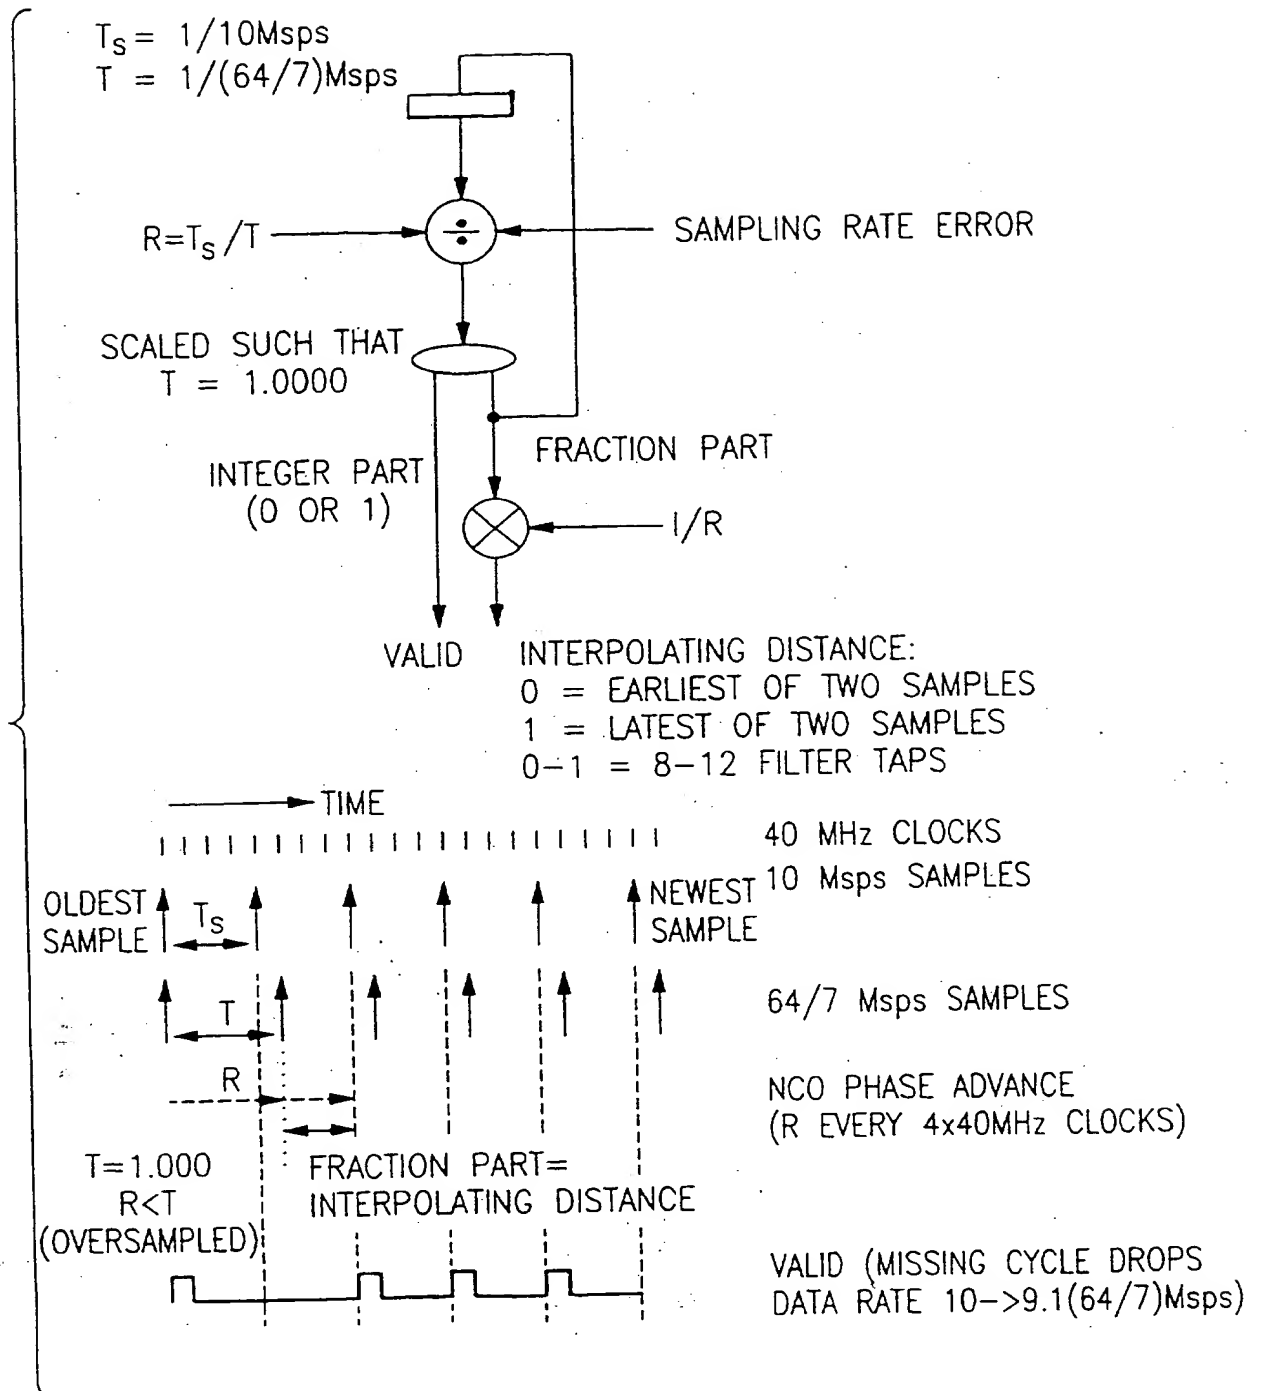 Ts = 1/10Msps
T = 1/(64/7)Msps
R=Ts/T
÷
SAMPLING RATE ERROR
SCALED SUCH THAT
T = 1.0000
INTEGER PART
(0 OR 1)
FRACTION PART
I/R
VALID
INTERPOLATING DISTANCE:
0 = EARLIEST OF TWO SAMPLES
1 = LATEST OF TWO SAMPLES
0-1 = 8-12 FILTER TAPS
TIME
40 MHz CLOCKS
10 Msps SAMPLES
OLDEST
SAMPLE
Ts
NEWEST
SAMPLE
T
64/7 Msps SAMPLES
R
NCO PHASE ADVANCE
(R EVERY 4x40MHz CLOCKS)
T=1.000
R<T
(OVERSAMPLED)
FRACTION PART=
INTERPOLATING DISTANCE
VALID (MISSING CYCLE DROPS
DATA RATE 10->9.1(64/7)Msps)